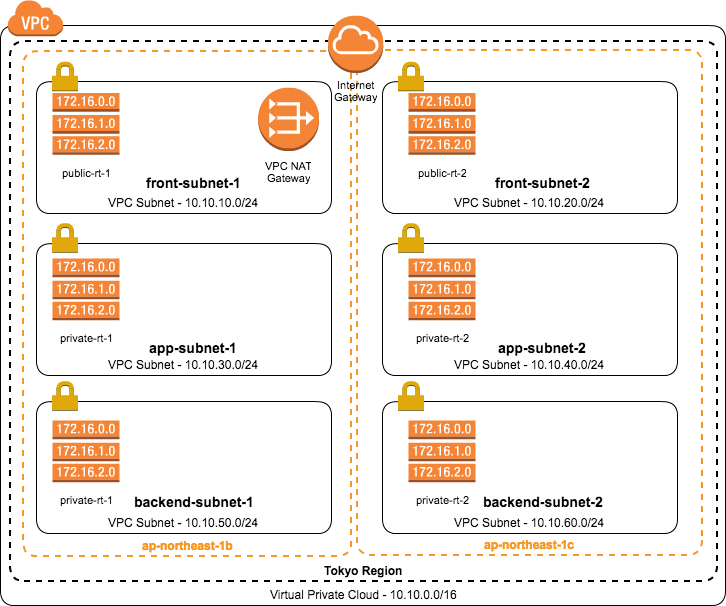 VPC
Internet
Gateway
172.16.0.0
172.16.1.0
172.16.2.0
public-rt-1
VPC NAT
Gateway
front-subnet-1
VPC Subnet - 10.10.10.0/24
172.16.0.0
172.16.1.0
172.16.2.0
public-rt-2
front-subnet-2
VPC Subnet - 10.10.20.0/24
172.16.0.0
172.16.1.0
172.16.2.0
private-rt-1
app-subnet-1
VPC Subnet - 10.10.30.0/24
172.16.0.0
172.16.1.0
172.16.2.0
private-rt-2
app-subnet-2
VPC Subnet - 10.10.40.0/24
172.16.0.0
172.16.1.0
172.16.2.0
private-rt-1
backend-subnet-1
VPC Subnet - 10.10.50.0/24
ap-northeast-1b
172.16.0.0
172.16.1.0
172.16.2.0
private-rt-2
backend-subnet-2
VPC Subnet - 10.10.60.0/24
ap-northeast-1c
Tokyo Region
Virtual Private Cloud - 10.10.0.0/16